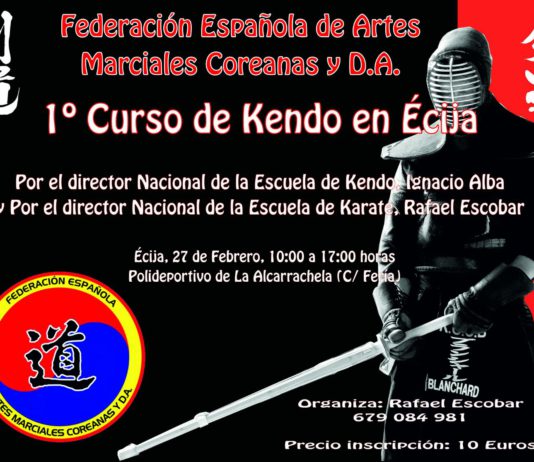 剣道
Federación Española de Artes
Marciales Coreanas y D.A.
1º Curso de Kendo en Écija
Por el director Nacional de la Escuela de Kendo, Ignacio Alba
y Por el director Nacional de la Escuela de Karate, Rafael Escobar
Écija, 27 de Febrero, 10:00 a 17:00 horas
Polideportivo de La Alcarrachela (C/ Feria)
FEDERACIÓN ESPAÑOLA
道
ARTES MARCIALES COREANAS Y D.A.
BLANCHARD
Organiza: Rafael Escobar
679 084 981
Precio inscripción: 10 Euros